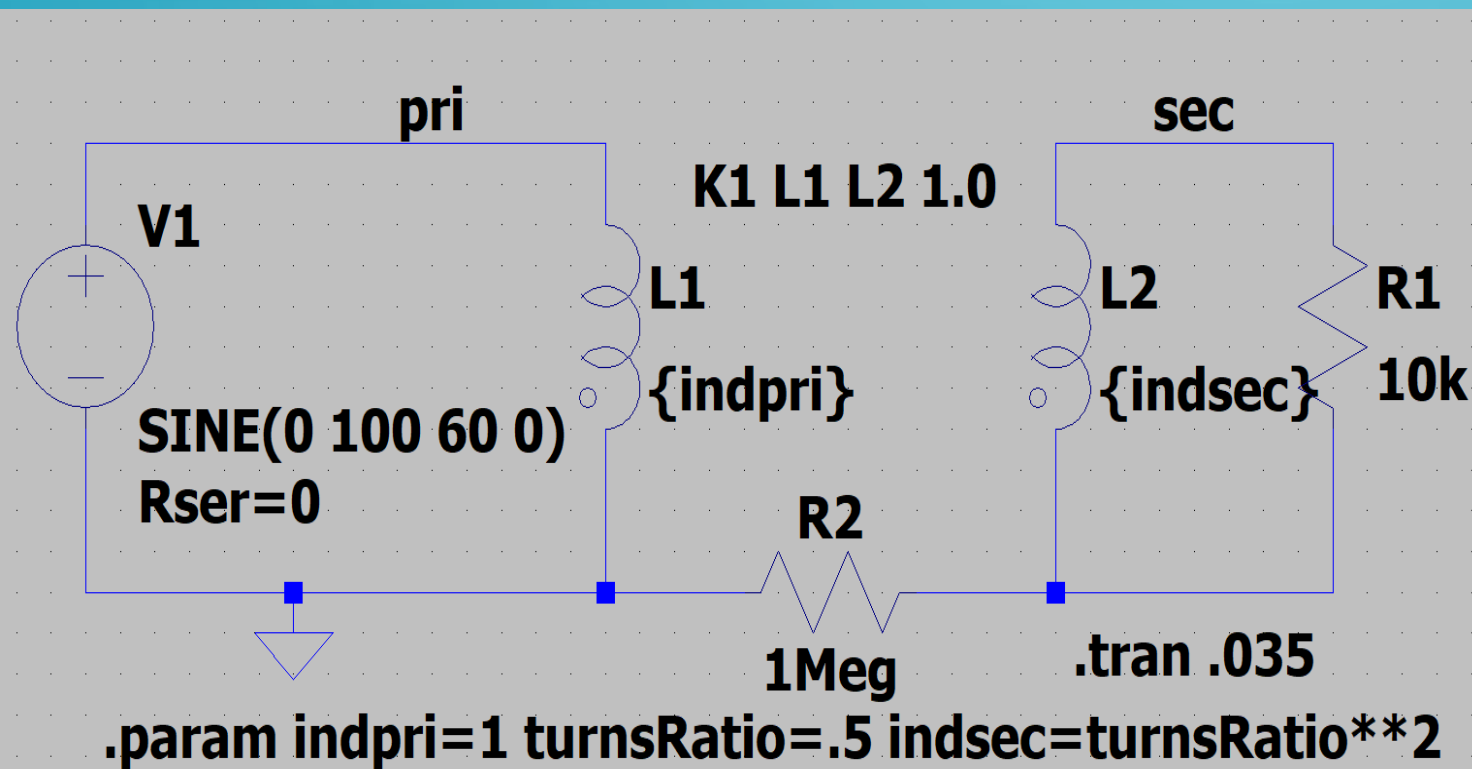 pri
sec
K1 L1 L2 1.0
V1
L1
L2
R1
{indpri}
{indsec}
10k
SINE(0 100 60 0)
Rser=0
R2
1Meg
.tran .035
.param indpri=1 turnsRatio=.5 indsec=turnsRatio**2